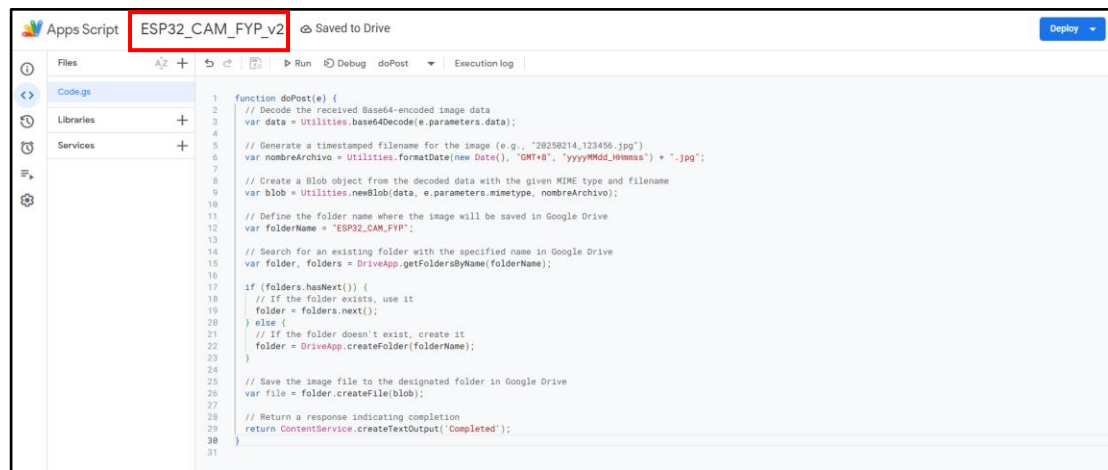 Apps Script ESP32_CAM_FYP_v2 Saved to Drive Deploy
Files AZ Run Debug doPost Execution log
Code.gs
Libraries
Services
1 function doPost(e) {
2 // Decode the received Base64-encoded image data
3 var data = Utilities.base64Decode(e.parameters.data);
4
5 // Generate a timestamped filename for the image (e.g., "20250214_123456.jpg")
6 var nombreArchivo = Utilities.formatDate(new Date(), "GMT+8", "yyyyMMdd_HHmmss") + ".jpg";
7
8 // Create a Blob object from the decoded data with the given MIME type and filename
9 var blob = Utilities.newBlob(data, e.parameters.mimetype, nombreArchivo);
10
11 // Define the folder name where the image will be saved in Google Drive
12 var folderName = "ESP32_CAM_FYP";
13
14 // Search for an existing folder with the specified name in Google Drive
15 var folder, folders = DriveApp.getFoldersByName(folderName);
16
17 if (folders.hasNext()) {
18 // If the folder exists, use it
19 folder = folders.next();
20 } else {
21 // If the folder doesn't exist, create it
22 folder = DriveApp.createFolder(folderName);
23 }
24
25 // Save the image file to the designated folder in Google Drive
26 var file = folder.createFile(blob);
27
28 // Return a response indicating completion
29 return ContentService.createTextOutput('Completed');
30 }
31